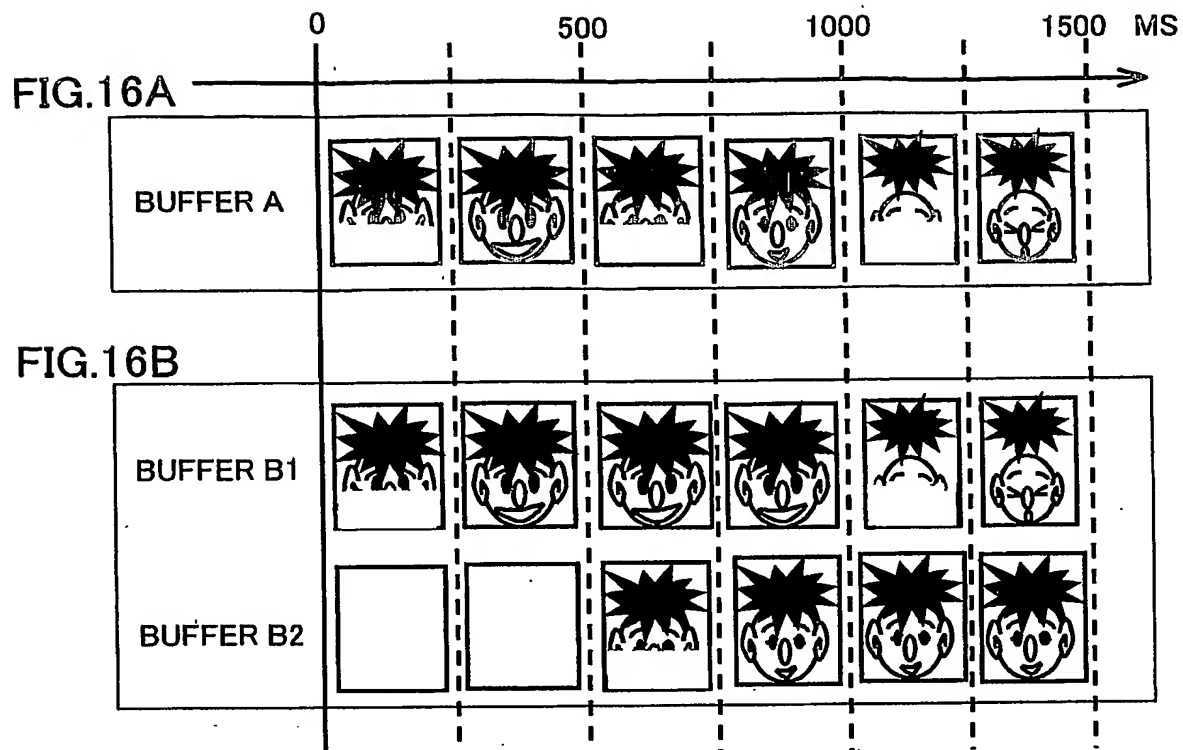 0 500 1000 1500 MS
FIG.16A
BUFFER A
FIG.16B
BUFFER B1
BUFFER B2